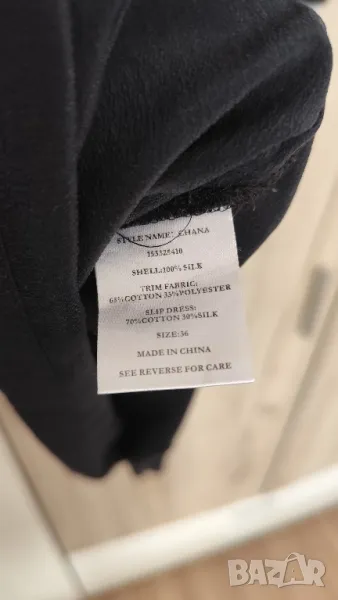 STYLE NAME: CHANA
153325410
SHELL:100% SILK
TRIM FABRIC:
65%COTTON 35%POLYESTER
SLIP DRESS:
70%COTTON 30%SILK
SIZE:36
MADE IN CHINA
SEE REVERSE FOR CARE
BAZAR